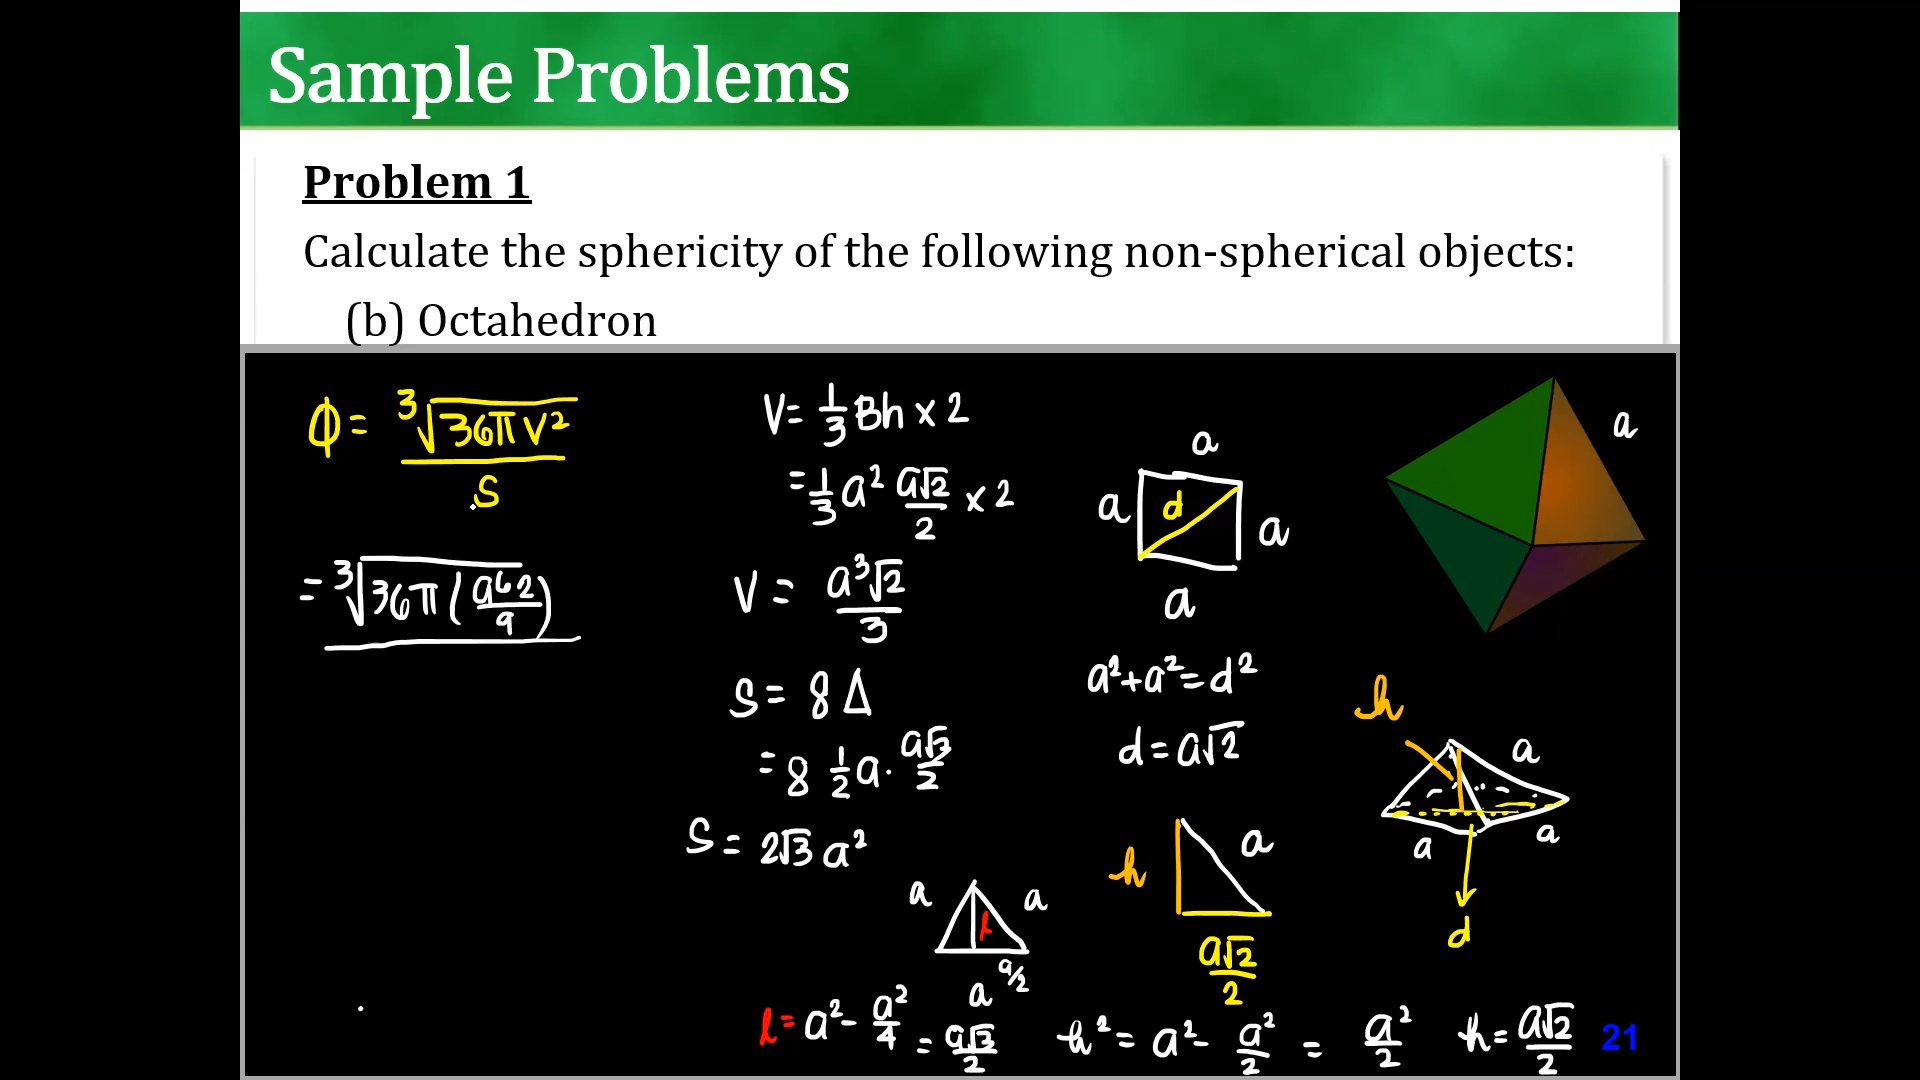 Sample Problems
Problem 1
Calculate the sphericity of the following non-spherical objects:
(b) Octahedron
ϕ = ∛(36πV²) / S
= ∛(36π(a⁶2/9))
V = 1/3 Bh x 2
= 1/3 a² a√2/2 x 2
V = a³√2/3
S = 8 Δ
= 8 1/2 a · a√3/2
S = 2√3 a²
a
a
l
a/2
a
l = a² - a²/4 = a√3/2
a
a
d
a
a
a² + a² = d²
d = a√2
h
a
a√2/2
h² = a² - a²/2 = a²/2
h = a√2/2
a
h
a
a
a
d
21